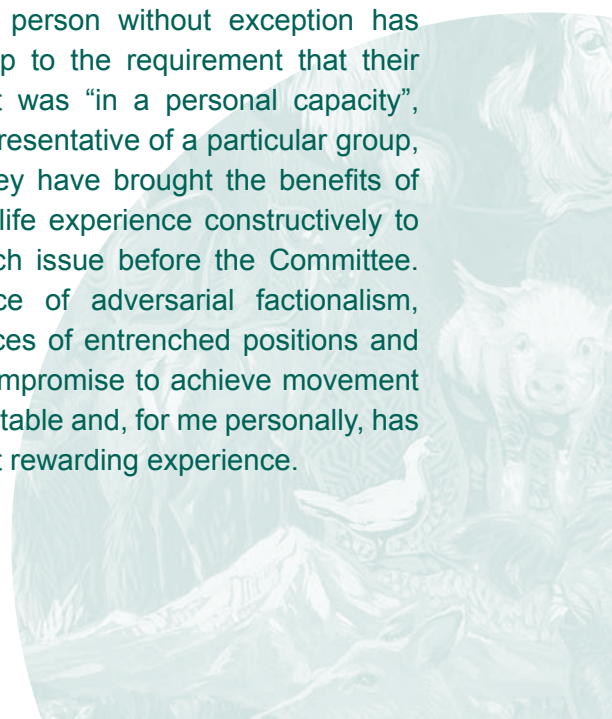 person without exception has
p to the requirement that their
t was “in a personal capacity”,
resentative of a particular group,
ey have brought the benefits of
life experience constructively to
ch issue before the Committee.
ce of adversarial factionalism,
ces of entrenched positions and
mpromise to achieve movement
table and, for me personally, has
t rewarding experience.